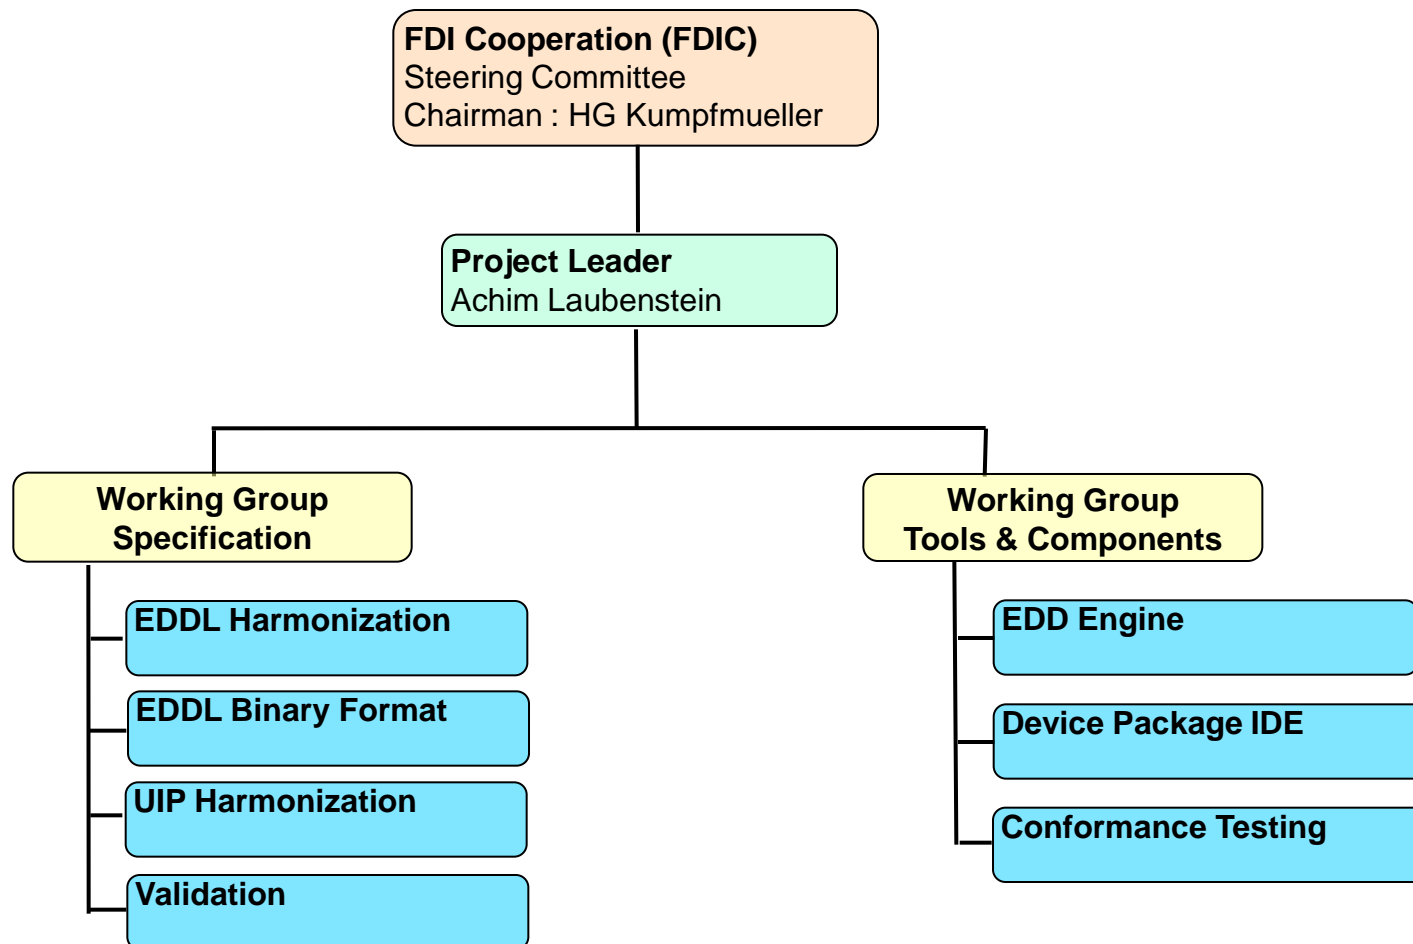 FDI Cooperation (FDIC)
Steering Committee
Chairman : HG Kumpfmueller
Project Leader
Achim Laubenstein
Working Group
Specification
EDDL Harmonization
EDDL Binary Format
UIP Harmonization
Validation
Working Group
Tools & Components
EDD Engine
Device Package IDE
Conformance Testing